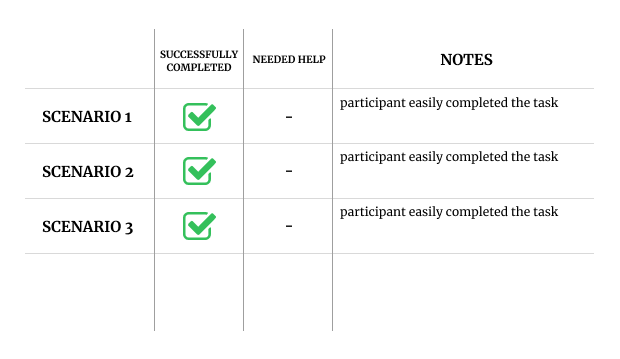 SUCCESSFULLY
COMPLETED
NEEDED HELP
NOTES
SCENARIO 1
-
participant easily completed the task
SCENARIO 2
-
participant easily completed the task
SCENARIO 3
-
participant easily completed the task